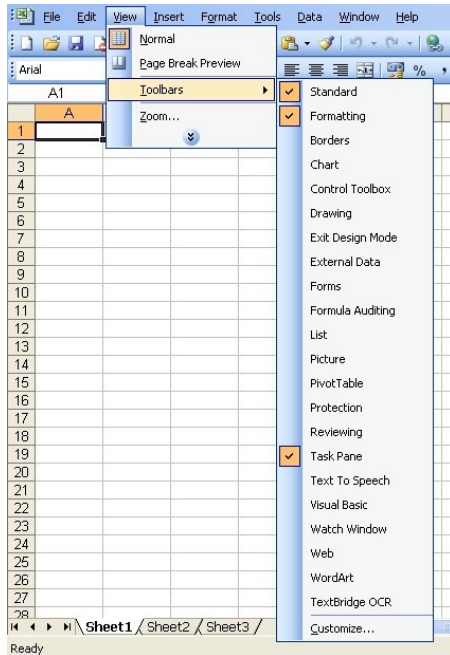 File Edit View Insert Format Tools Data Window Help
Normal
Page Break Preview
Arial
%
,
A1
Toolbars
Zoom...
A
Standard
Formatting
Borders
Chart
Control Toolbox
Drawing
Exit Design Mode
External Data
Forms
Formula Auditing
List
Picture
PivotTable
Protection
Reviewing
Task Pane
Text To Speech
Visual Basic
Watch Window
Web
WordArt
TextBridge OCR
Customize...
1
2
3
4
5
6
7
8
9
10
11
12
13
14
15
16
17
18
19
20
21
22
23
24
25
26
27
28
Sheet1 / Sheet2 / Sheet3 /
Ready